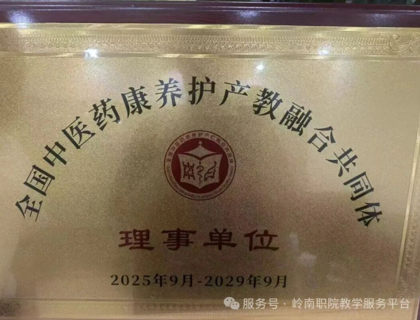 全国中医药康养护产教融合共同体
理事单位
2025年9月-2029年9月
服务号·岭南职院教学服务平台